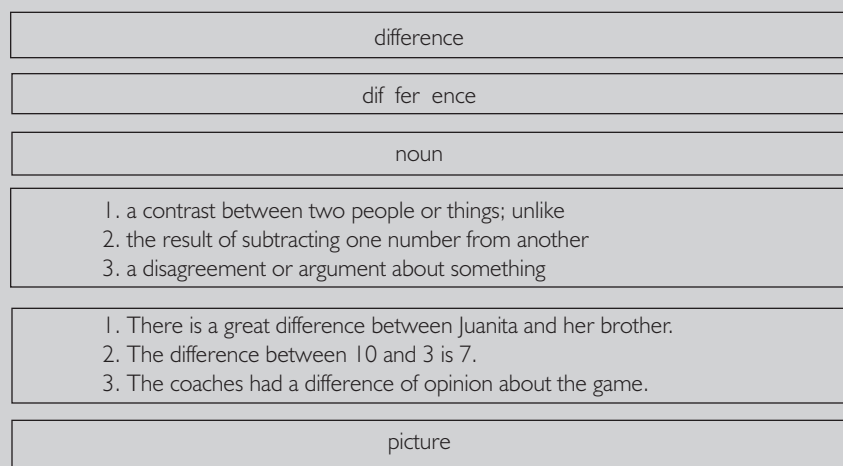 difference
dif fer ence
noun
1. a contrast between two people or things; unlike
2. the result of subtracting one number from another
3. a disagreement or argument about something
1. There is a great difference between Juanita and her brother.
2. The difference between 10 and 3 is 7.
3. The coaches had a difference of opinion about the game.
picture